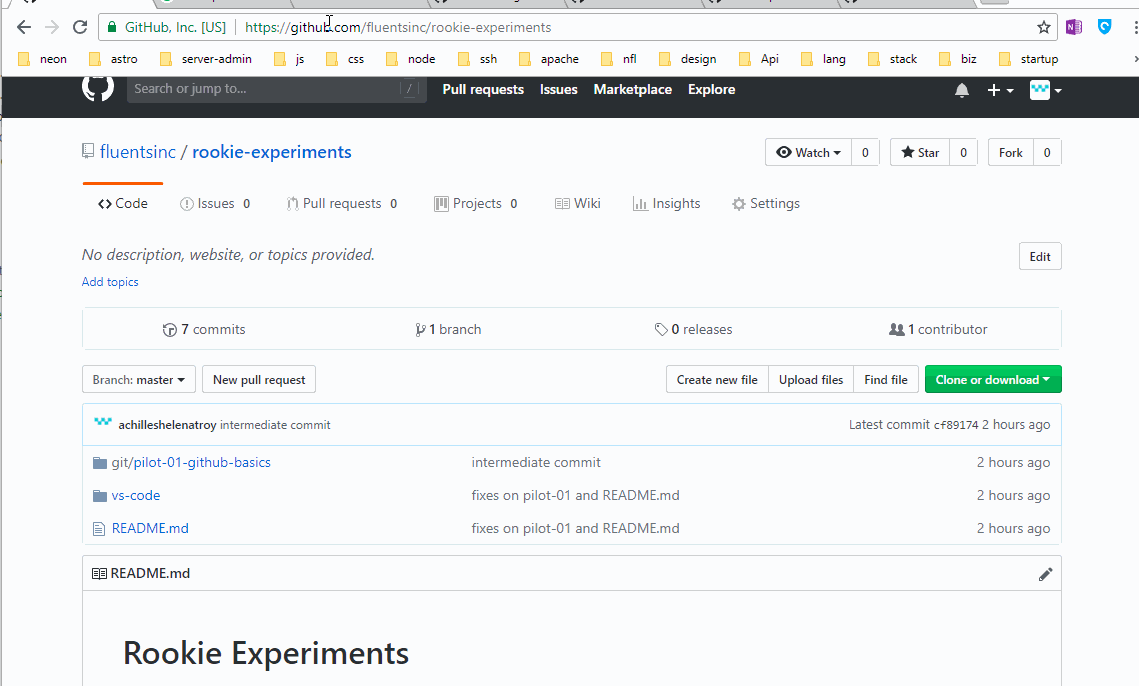 GitHub, Inc. [US] https://github.com/fluentsinc/rookie-experiments
neon astro server-admin js css node ssh apache nfl design Api lang stack biz startup
Search or jump to... / Pull requests Issues Marketplace Explore
fluentsinc / rookie-experiments Watch 0 Star 0 Fork 0
Code Issues 0 Pull requests 0 Projects 0 Wiki Insights Settings
No description, website, or topics provided. Edit
Add topics
7 commits 1 branch 0 releases 1 contributor
Branch: master New pull request Create new file Upload files Find file Clone or download
achilleshelenatroy intermediate commit Latest commit cf89174 2 hours ago
git/pilot-01-github-basics intermediate commit 2 hours ago
vs-code fixes on pilot-01 and README.md 2 hours ago
README.md fixes on pilot-01 and README.md 2 hours ago
README.md
Rookie Experiments